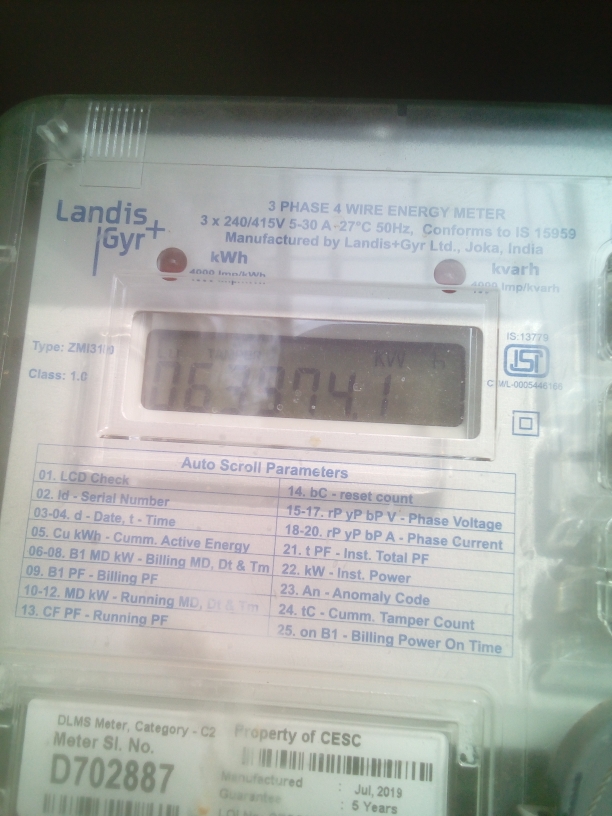 Landis
Gyr+
3 PHASE 4 WIRE ENERGY METER
3 x 240/415V 5-30 A -27°C 50Hz, Conforms to IS 15959
Manufactured by Landis+Gyr Ltd., Joka, India
kWh
4000 Imp/kWh
kvarh
4000 Imp/kvarh
Type:
Class: 1.0
kW h
IS:13779
ISI
Auto Scroll Parameters
01. LCD Check
02. Id - Serial Number
03-04. d - Date, t - Time
05. Cu kWh - Cumm. Active Energy
06-08. B1 MD kW - Billing MD, Dt & Tm
09. B1 PF - Billing PF
10-12. MD kW - Running MD, Dt & Tm
13. CF PF - Running PF
14. bC - reset count
15-17. rP yP bP V - Phase Voltage
18-20. rP yP bP A - Phase Current
21. t PF - Inst. Total PF
22. kW - Inst. Power
23. An - Anomaly Code
24. tC - Cumm. Tamper Count
25. on B1 - Billing Power On Time
DLMS Meter, Category - C2
Meter Sl. No.
D702887
Property of CESC
Manufactured : Jul, 2019
Guarantee : 5 Years